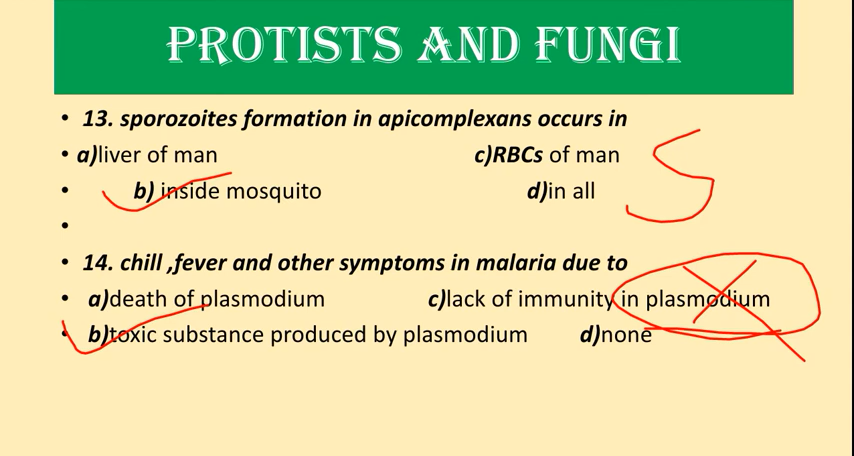 PROTISTS AND FUNGI
• 13. sporozoites formation in apicomplexans occurs in
• a)liver of man c)RBCs of man
• b) inside mosquito d)in all
•
• 14. chill ,fever and other symptoms in malaria due to
• a)death of plasmodium c)lack of immunity in plasmodium
• b)toxic substance produced by plasmodium d)none